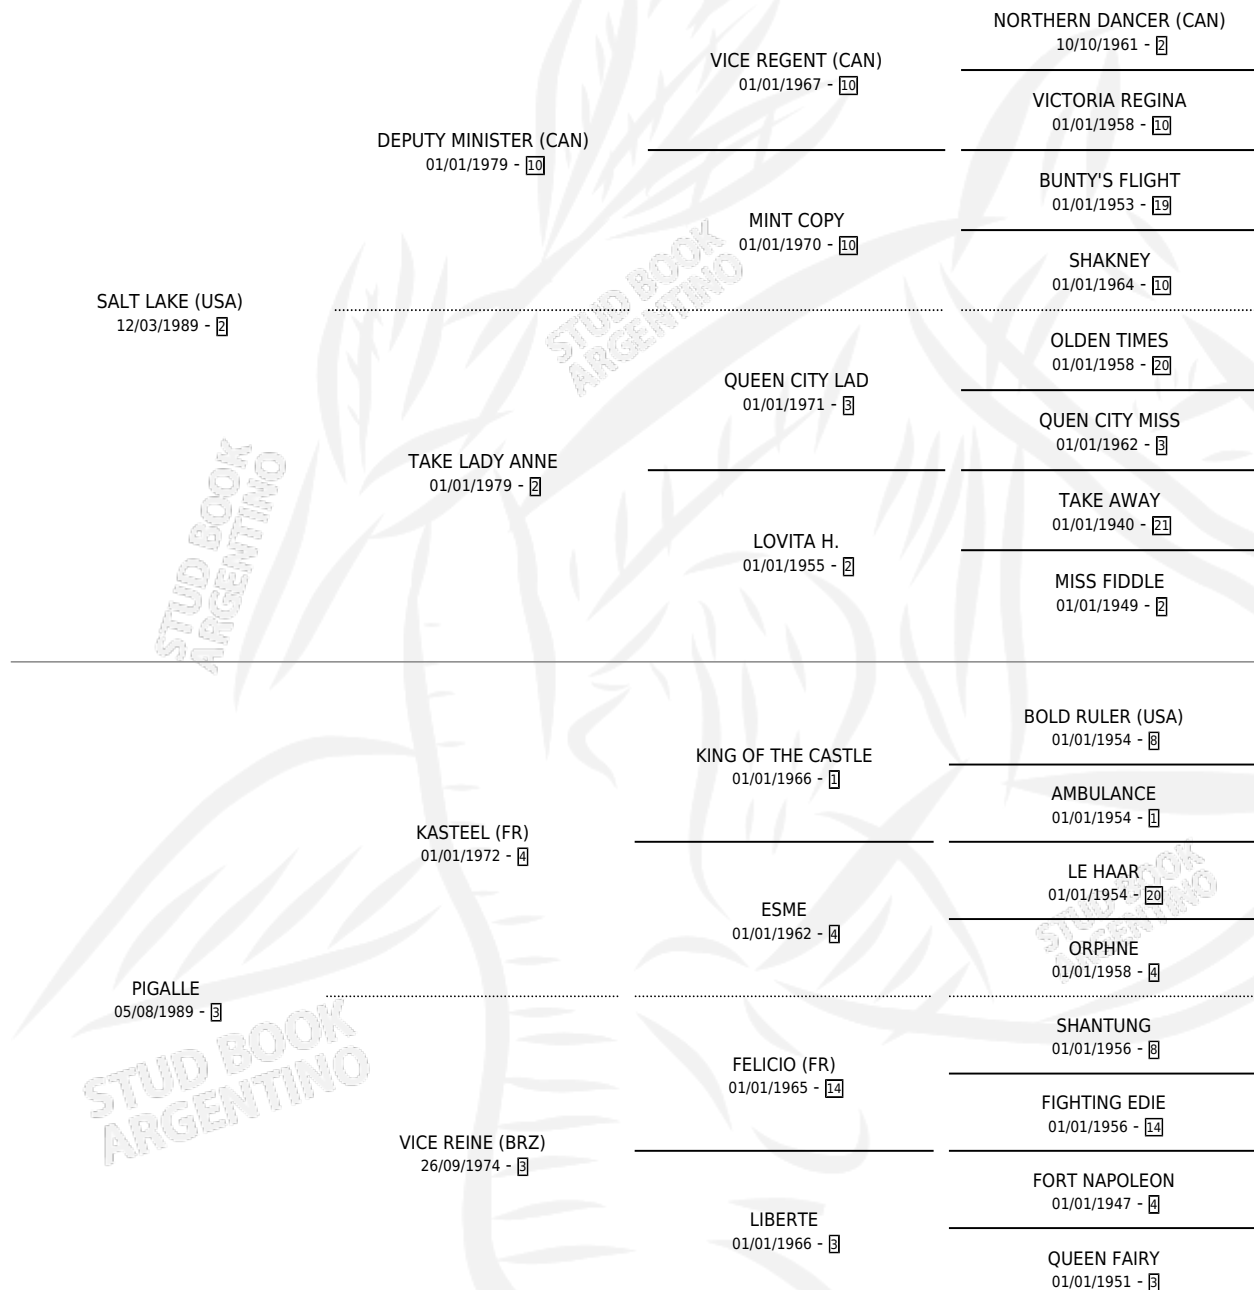 NORTHERN DANCER (CAN)
10/10/1961 - 2
VICE REGENT (CAN)
01/01/1967 - 10
VICTORIA REGINA
01/01/1958 - 10
DEPUTY MINISTER (CAN)
01/01/1979 - 10
BUNTY'S FLIGHT
01/01/1953 - 19
MINT COPY
01/01/1970 - 10
SHAKNEY
01/01/1964 - 10
SALT LAKE (USA)
12/03/1989 - 2
OLDEN TIMES
01/01/1958 - 20
QUEEN CITY LAD
01/01/1971 - 3
QUEN CITY MISS
01/01/1962 - 3
TAKE LADY ANNE
01/01/1979 - 2
TAKE AWAY
01/01/1940 - 21
LOVITA H.
01/01/1955 - 2
MISS FIDDLE
01/01/1949 - 2
BOLD RULER (USA)
01/01/1954 - 8
KING OF THE CASTLE
01/01/1966 - 1
AMBULANCE
01/01/1954 - 1
KASTEEL (FR)
01/01/1972 - 4
LE HAAR
01/01/1954 - 20
ESME
01/01/1962 - 4
ORPHNE
01/01/1958 - 4
PIGALLE
05/08/1989 - 3
SHANTUNG
01/01/1956 - 8
FELICIO (FR)
01/01/1965 - 14
FIGHTING EDIE
01/01/1956 - 14
VICE REINE (BRZ)
26/09/1974 - 3
FORT NAPOLEON
01/01/1947 - 4
LIBERTE
01/01/1966 - 3
QUEEN FAIRY
01/01/1951 - 3
STUD BOOK
ARGENTINO
STUD BOOK
ARGENTINO
STUD BOOK
ARGENTINO
STUD BOOK
ARGENTINO